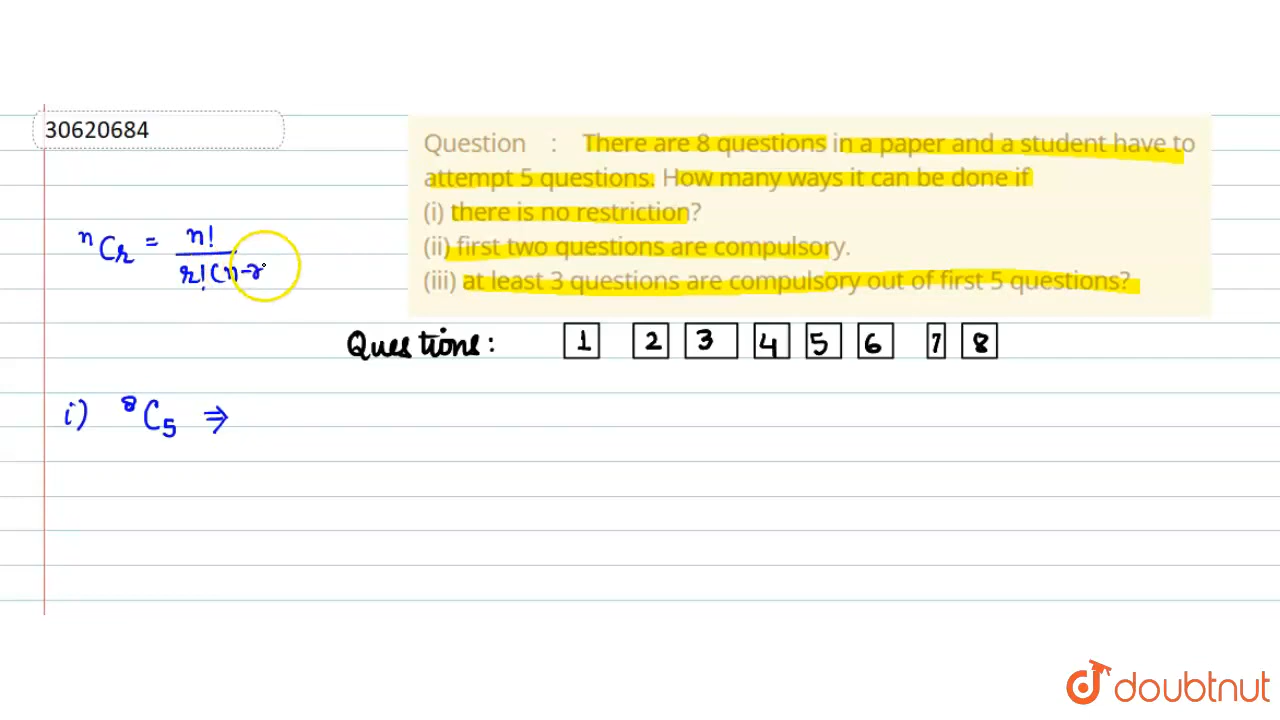 30620684
Question : There are 8 questions in a paper and a student have to
attempt 5 questions. How many ways it can be done if
(i) there is no restriction?
(ii) first two questions are compulsory.
(iii) at least 3 questions are compulsory out of first 5 questions?
ⁿCr = n! / r!(n-r
Questions: 1 2 3 4 5 6 7 8
i) ⁸C₅ ⇒
doubtnut